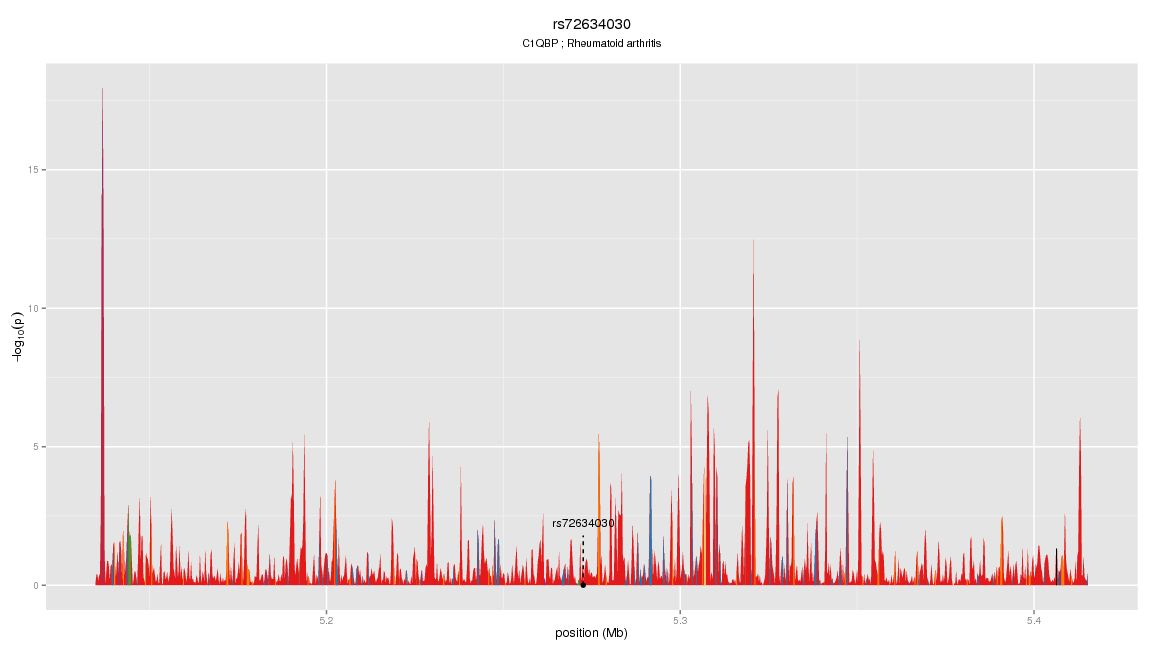 rs72634030
C1QBP ; Rheumatoid arthritis
−log10(p)
15
10
5
0
rs72634030
5.2
5.3
5.4
position (Mb)